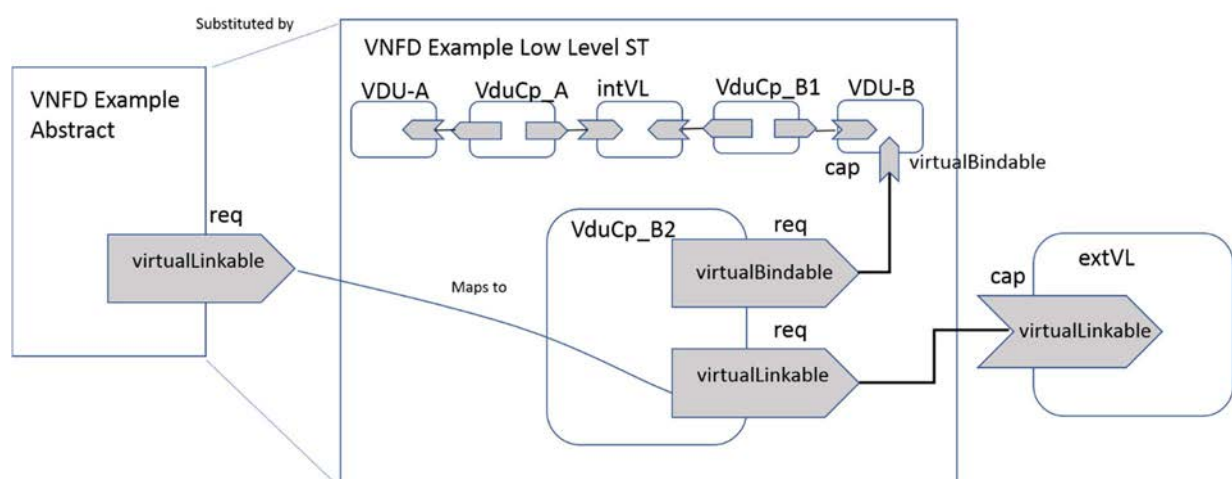 Substituted by
VNFD Example Low Level ST
VNFD Example
Abstract
VDU-A
VduCp_A
intVL
VduCp_B1
VDU-B
cap
virtualBindable
req
virtualLinkable
Maps to
VduCp_B2
req
virtualBindable
req
virtualLinkable
extVL
cap
virtualLinkable